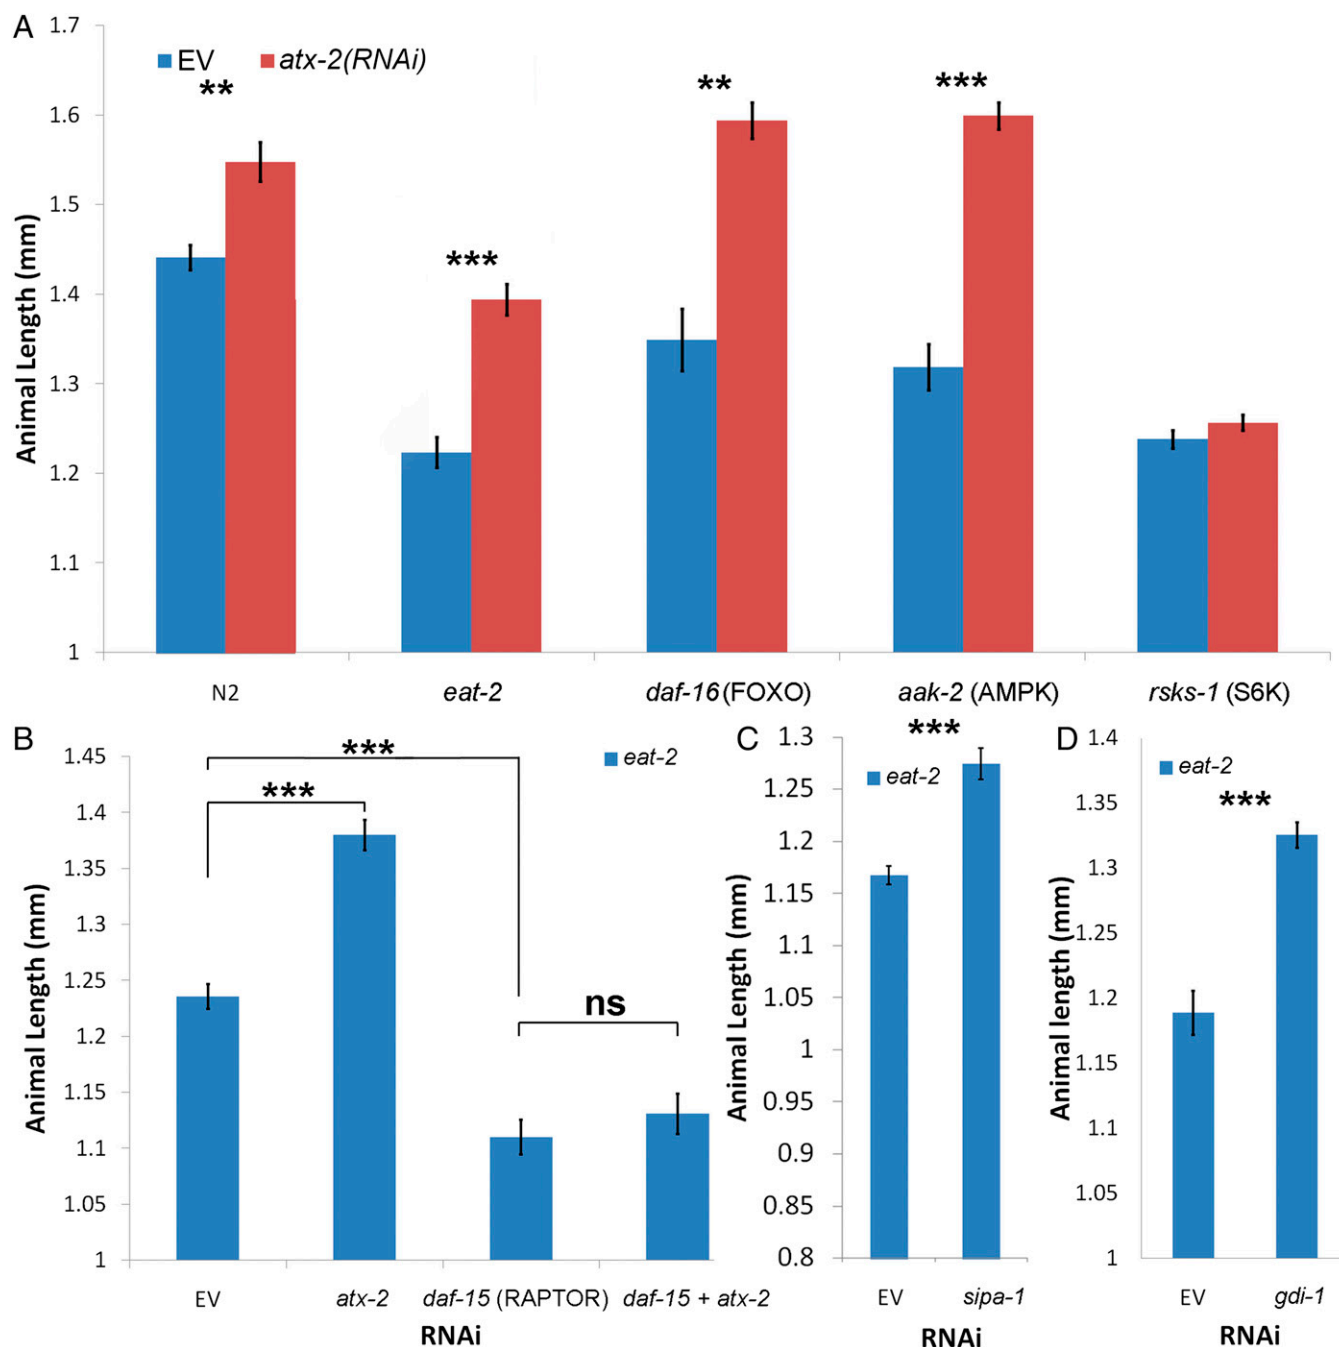 A
1.7
1.6
1.5
1.4
1.3
1.2
1.1
1
Animal Length (mm)
EV atx-2(RNAi)
**
***
**
***
N2 eat-2 daf-16(FOXO) aak-2 (AMPK) rsks-1 (S6K)
B
1.45
1.4
1.35
1.3
1.25
1.2
1.15
1.1
1.05
1
Animal Length (mm)
eat-2
***
***
ns
EV atx-2 daf-15 (RAPTOR) daf-15 + atx-2
RNAi
C
1.3
1.25
1.2
1.15
1.1
1.05
1
0.95
0.9
0.85
0.8
Animal Length (mm)
***
eat-2
EV sipa-1
RNAi
D
1.4
1.35
1.3
1.25
1.2
1.15
1.1
1.05
1
Animal length (mm)
eat-2
***
EV gdi-1
RNAi